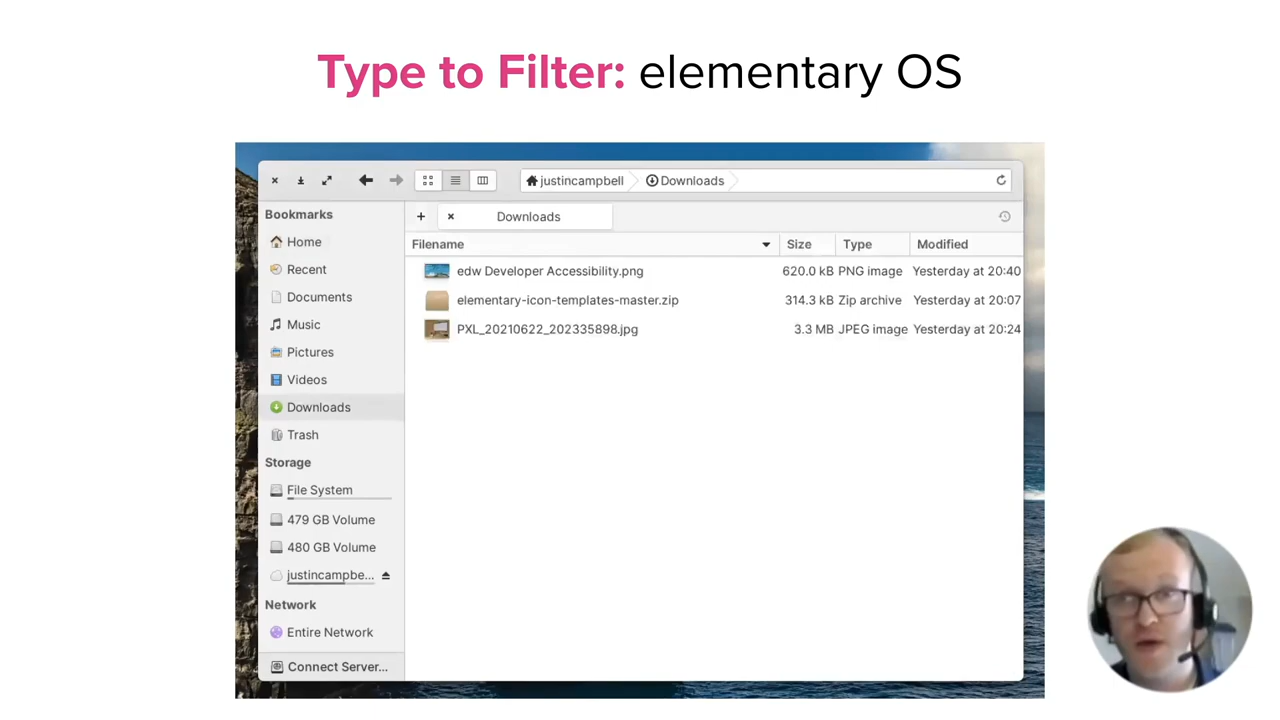 Type to Filter: elementary OS
justincampbell Downloads
Bookmarks
Home
Recent
Documents
Music
Pictures
Videos
Downloads
Trash
Storage
File System
479 GB Volume
480 GB Volume
justincampbe...
Network
Entire Network
Connect Server...
+ × Downloads
Filename Size Type Modified
edw Developer Accessibility.png 620.0 kB PNG image Yesterday at 20:40
elementary-icon-templates-master.zip 314.3 kB Zip archive Yesterday at 20:07
PXL_20210622_202335898.jpg 3.3 MB JPEG image Yesterday at 20:24